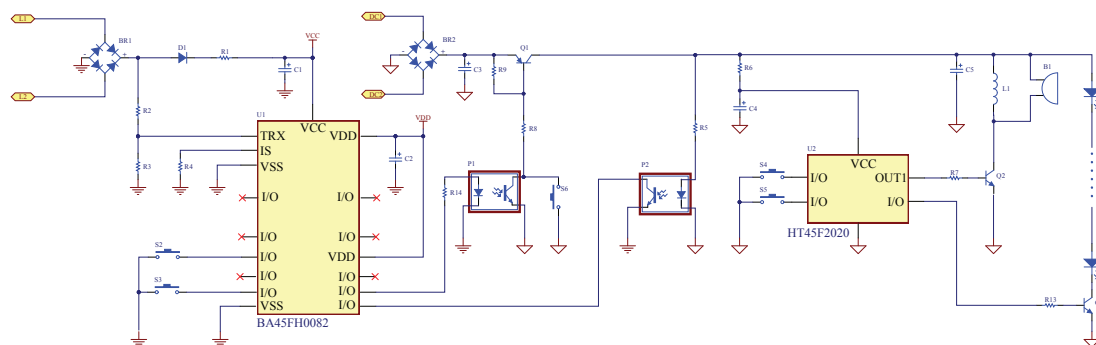 L1
DC1
BR1
BR2
Q1
D1
R1
VCC
C1
C3
R9
R6
C5
L1
B1
L2
DC2
R2
C4
U1
VCC
VDD
R8
R5
TRX
VDD
IS
VSS
R3
R4
C2
P1
P2
U2
VCC
S4
I/O
OUT1
R7
Q2
R14
S6
S5
I/O
I/O
HT45F2020
I/O
I/O
I/O
I/O
S2
I/O
VDD
I/O
I/O
S3
I/O
I/O
VSS
I/O
R13
BA45FH0082